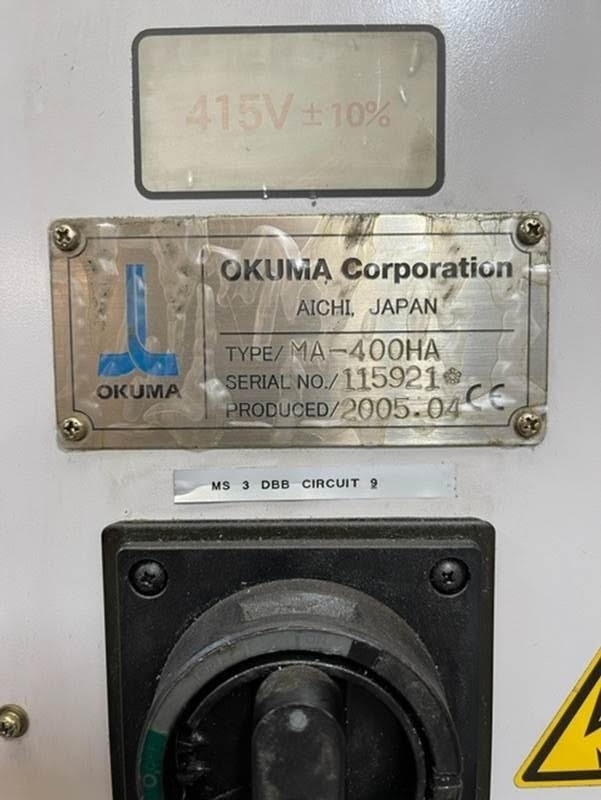 415V ± 10%
OKUMA Corporation
AICHI, JAPAN
OKUMA
TYPE/ MA-400HA
SERIAL NO./ 115921
PRODUCED/ 2005.04 CE
MS 3 DBB CIRCUIT 9